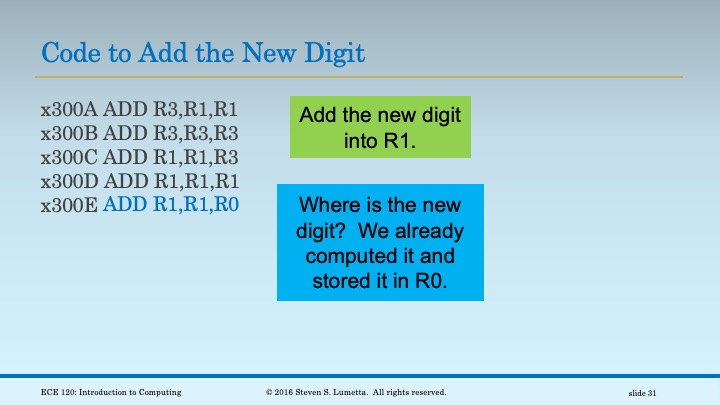 Code to Add the New Digit
x300A ADD R3,R1,R1
x300B ADD R3,R3,R3
x300C ADD R1,R1,R3
x300D ADD R1,R1,R1
x300E ADD R1,R1,R0
Add the new digit
into R1.
Where is the new
digit?  We already
computed it and
stored it in R0.
ECE 120: Introduction to Computing
© 2016 Steven S. Lumetta.  All rights reserved.
slide 31